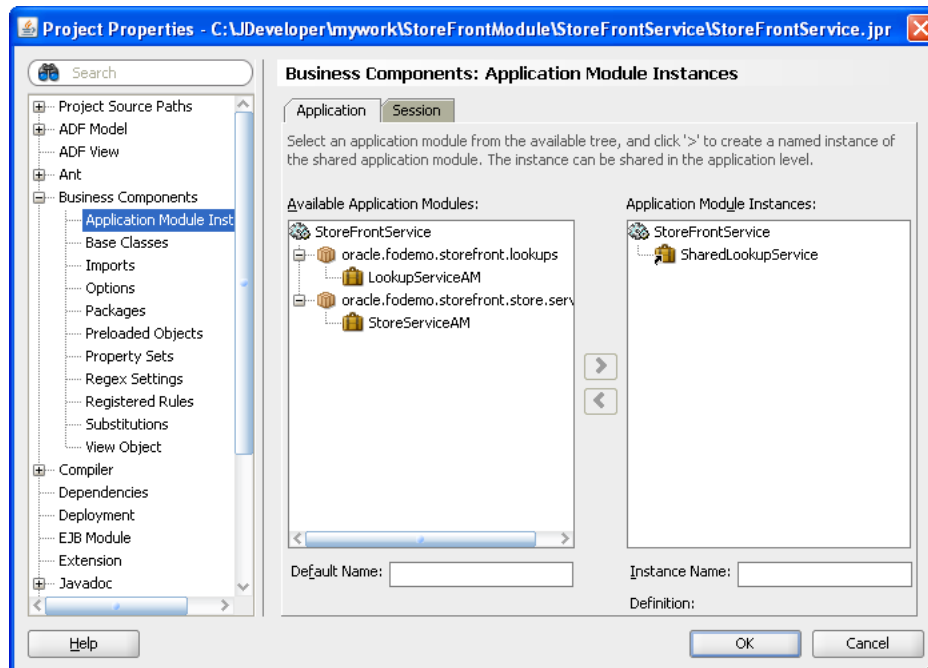 Project Properties - C:\JDeveloper\mywork\StoreFrontModule\StoreFrontService\StoreFrontService.jpr
Search
Project Source Paths
ADF Model
ADF View
Ant
Business Components
Application Module Inst
Base Classes
Imports
Options
Packages
Preloaded Objects
Property Sets
Regex Settings
Registered Rules
Substitutions
View Object
Compiler
Dependencies
Deployment
EJB Module
Extension
Javadoc
Business Components: Application Module Instances
Application Session
Select an application module from the available tree, and click '>' to create a named instance of
the shared application module. The instance can be shared in the application level.
Available Application Modules:
StoreFrontService
oracle.fodemo.storefront.lookups
LookupServiceAM
oracle.fodemo.storefront.store.serv
StoreServiceAM
Default Name:
Application Module Instances:
StoreFrontService
SharedLookupService
Instance Name:
Definition:
Help
OK
Cancel